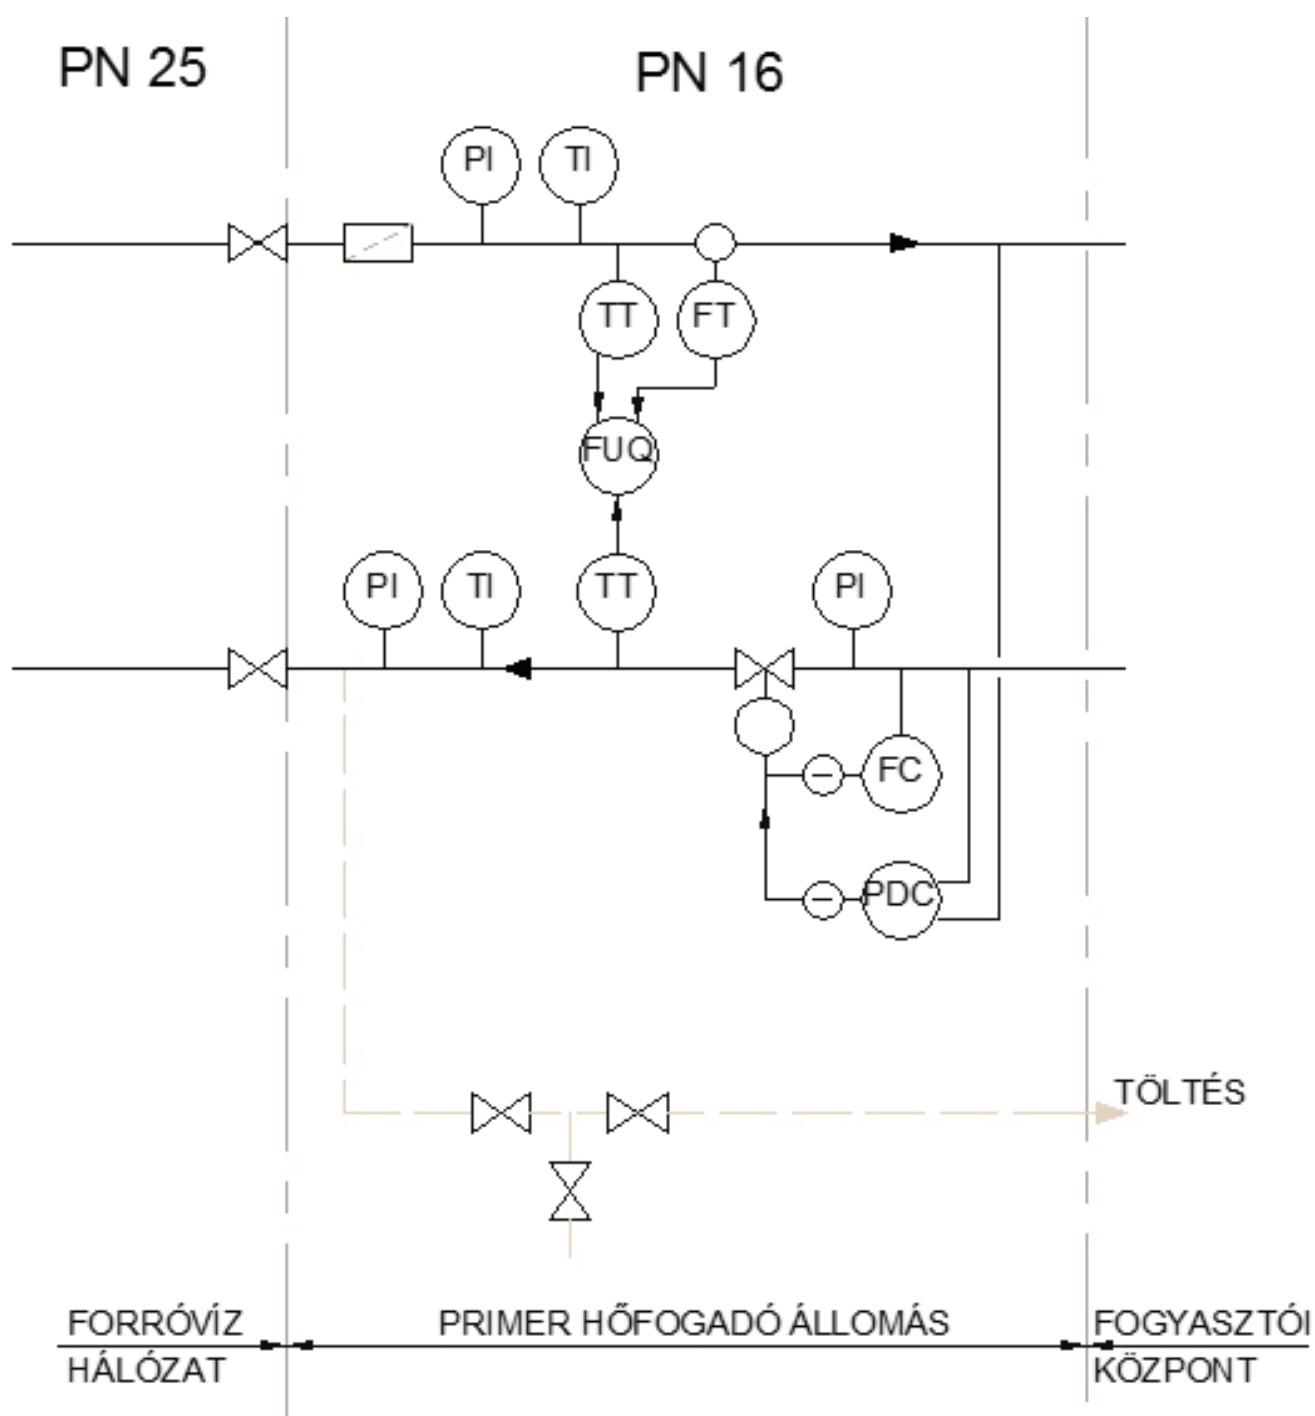 PN 25
PN 16
PI
TI
TT
FT
FUQ
PI
TI
TT
PI
FC
PDC
TÖLTÉS
FORRÓVÍZ
HÁLÓZAT
PRIMER HŐFOGADÓ ÁLLOMÁS
FOGYASZTÓI
KÖZPONT